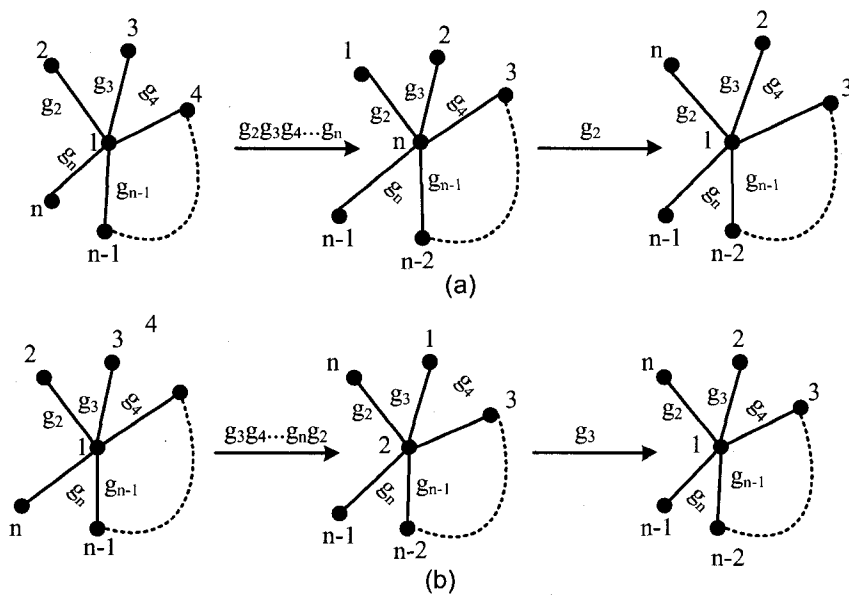 2
3
4
g₂
g₃
g₄
1
gₙ
gₙ₋₁
n
n-1
g₂g₃g₄...gₙ
1
2
3
g₂
g₃
g₄
n
gₙ
gₙ₋₁
n-1
n-2
g₂
n
2
3
g₂
g₃
g₄
1
gₙ
gₙ₋₁
n-1
n-2
(a)
2
3
4
g₂
g₃
g₄
1
gₙ
gₙ₋₁
n
n-1
g₃g₄...gₙg₂
n
1
3
g₂
g₃
g₄
2
gₙ
gₙ₋₁
n-1
n-2
g₃
n
2
3
g₂
g₃
g₄
1
gₙ
gₙ₋₁
n-1
n-2
(b)